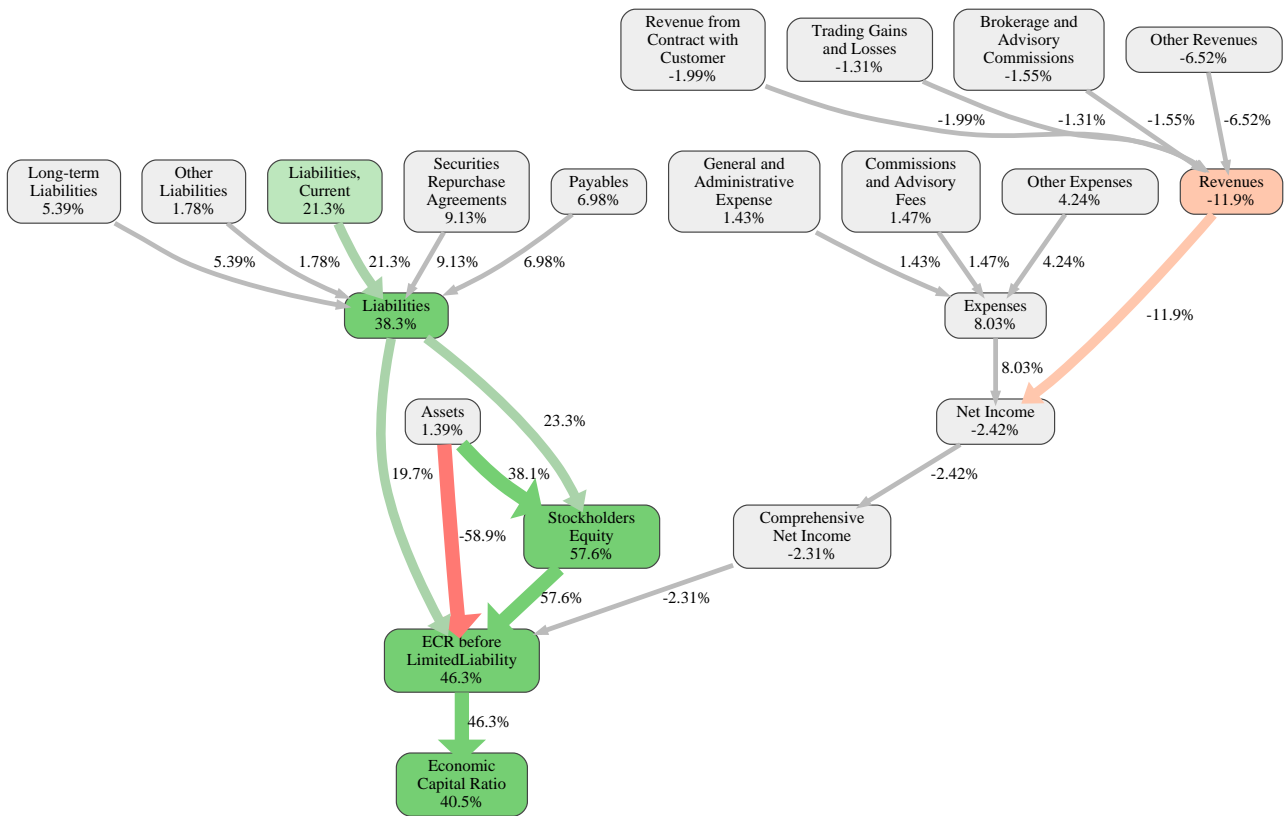 Revenue from
Contract with
Customer
-1.99%
Trading Gains
and Losses
-1.31%
Brokerage and
Advisory
Commissions
-1.55%
Other Revenues
-6.52%
-1.99%
-1.31%
-1.55%
-6.52%
Long-term
Liabilities
5.39%
Other
Liabilities
1.78%
Liabilities,
Current
21.3%
Securities
Repurchase
Agreements
9.13%
Payables
6.98%
General and
Administrative
Expense
1.43%
Commissions
and Advisory
Fees
1.47%
Other Expenses
4.24%
Revenues
-11.9%
5.39%
1.78%
21.3%
9.13%
6.98%
1.43%
1.47%
4.24%
Liabilities
38.3%
Expenses
8.03%
-11.9%
8.03%
Assets
1.39%
23.3%
Net Income
-2.42%
19.7%
38.1%
-2.42%
-58.9%
Stockholders
Equity
57.6%
Comprehensive
Net Income
-2.31%
57.6%
-2.31%
ECR before
LimitedLiability
46.3%
46.3%
Economic
Capital Ratio
40.5%